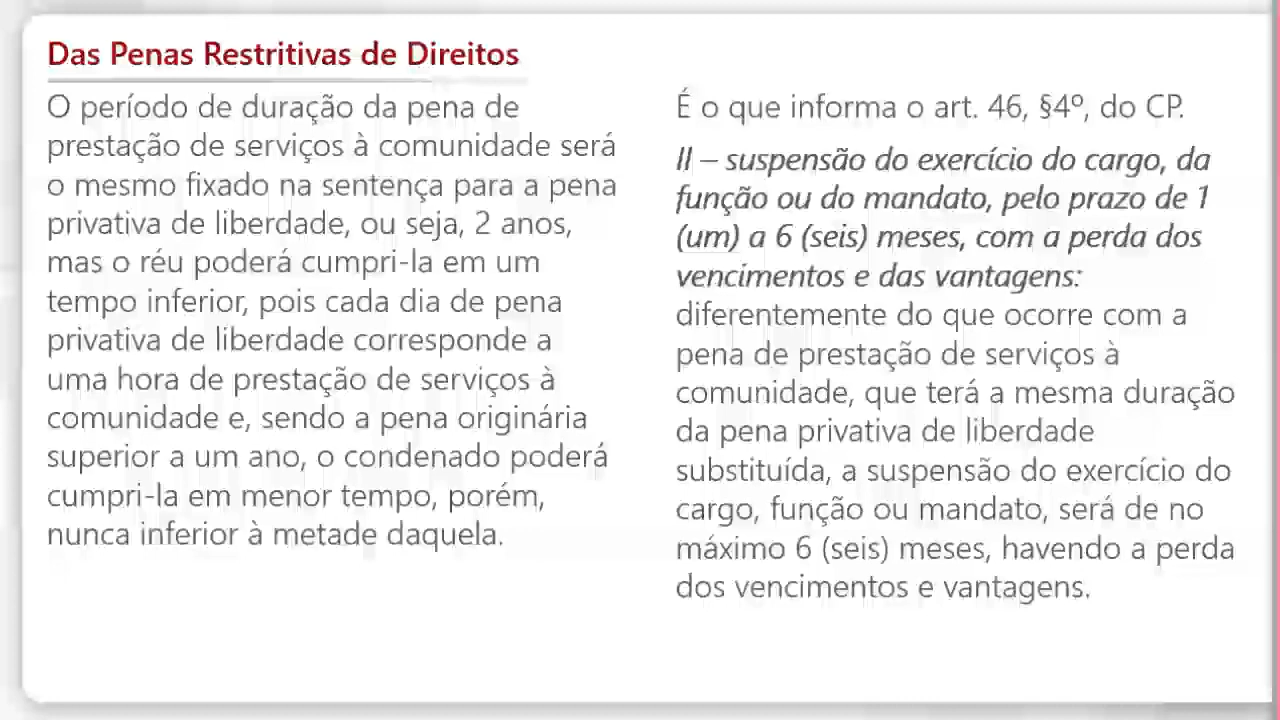 Das Penas Restritivas de Direitos
O período de duração da pena de
prestação de serviços à comunidade será
o mesmo fixado na sentença para a pena
privativa de liberdade, ou seja, 2 anos,
mas o réu poderá cumpri-la em um
tempo inferior, pois cada dia de pena
privativa de liberdade corresponde a
uma hora de prestação de serviços à
comunidade e, sendo a pena originária
superior a um ano, o condenado poderá
cumpri-la em menor tempo, porém,
nunca inferior à metade daquela.
É o que informa o art. 46, §4º, do CP.
II – suspensão do exercício do cargo, da
função ou do mandato, pelo prazo de 1
(um) a 6 (seis) meses, com a perda dos
vencimentos e das vantagens:
diferentemente do que ocorre com a
pena de prestação de serviços à
comunidade, que terá a mesma duração
da pena privativa de liberdade
substituída, a suspensão do exercício do
cargo, função ou mandato, será de no
máximo 6 (seis) meses, havendo a perda
dos vencimentos e vantagens.